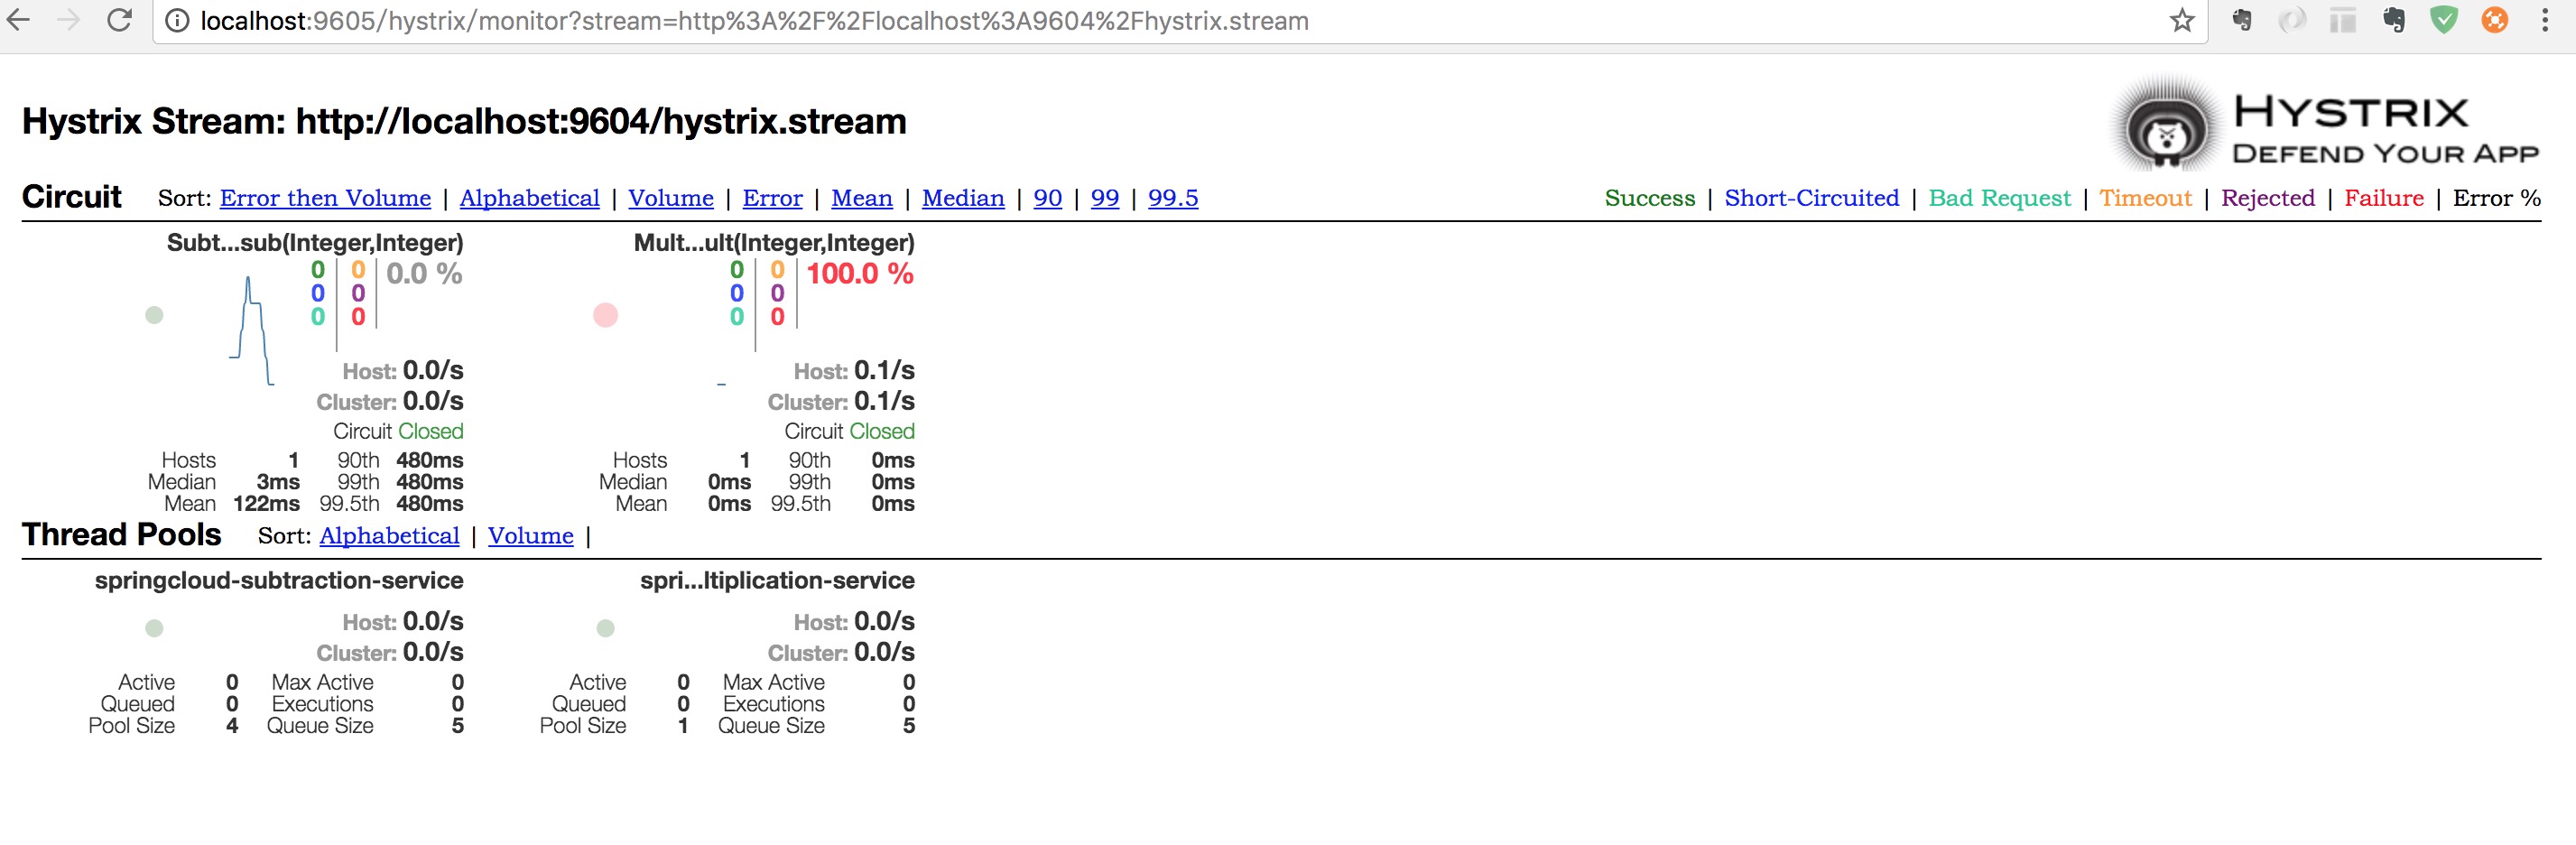 localhost:9605/hystrix/monitor?stream=http%3A%2F%2Flocalhost%3A9604%2Fhystrix.stream
Hystrix Stream: http://localhost:9604/hystrix.stream
HYSTRIX
DEFEND YOUR APP
Circuit Sort: Error then Volume | Alphabetical | Volume | Error | Mean | Median | 90 | 99 | 99.5
Success | Short-Circuited | Bad Request | Timeout | Rejected | Failure | Error %
Subt...sub(Integer,Integer)
0 0 0.0 %
0 0
0 0
Host: 0.0/s
Cluster: 0.0/s
Circuit Closed
Hosts 1 90th 480ms
Median 3ms 99th 480ms
Mean 122ms 99.5th 480ms
Mult...ult(Integer,Integer)
0 0 100.0 %
0 0
0 0
Host: 0.1/s
Cluster: 0.1/s
Circuit Closed
Hosts 1 90th 0ms
Median 0ms 99th 0ms
Mean 0ms 99.5th 0ms
Thread Pools Sort: Alphabetical | Volume |
springcloud-subtraction-service
Host: 0.0/s
Cluster: 0.0/s
Active 0 Max Active 0
Queued 0 Executions 0
Pool Size 4 Queue Size 5
spri...ltiplication-service
Host: 0.0/s
Cluster: 0.0/s
Active 0 Max Active 0
Queued 0 Executions 0
Pool Size 1 Queue Size 5